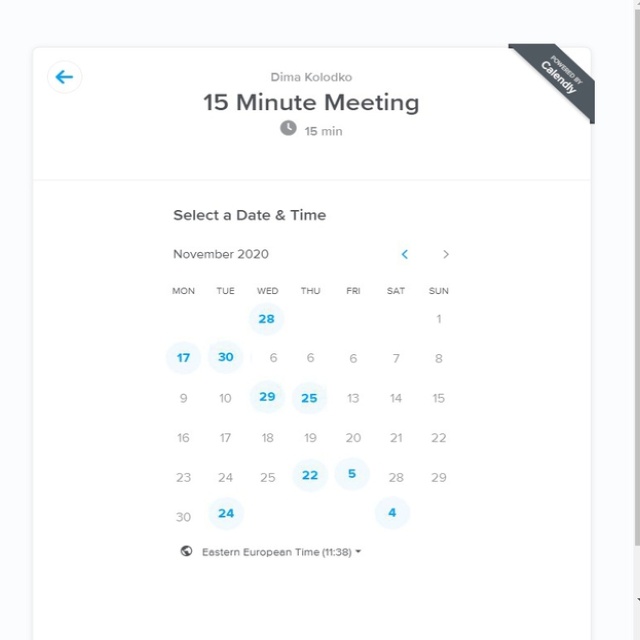 Dima Kolodko
POWERED BY
Calendly
15 Minute Meeting
15 min
Select a Date & Time
November 2020
MON TUE WED THU FRI SAT SUN
28 1
17 30 6 6 6 7 8
9 10 29 25 13 14 15
16 17 18 19 20 21 22
23 24 25 22 5 28 29
30 24 4
Eastern European Time (11:38)